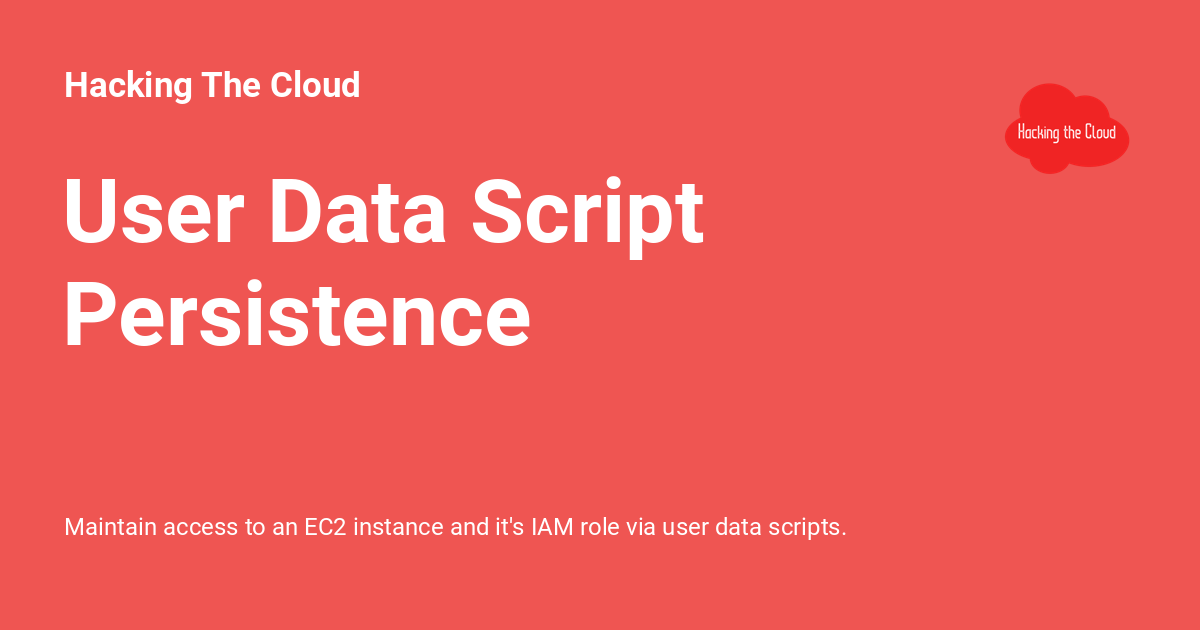 Hacking The Cloud
Hacking the Cloud
User Data Script
Persistence
Maintain access to an EC2 instance and it's IAM role via user data scripts.